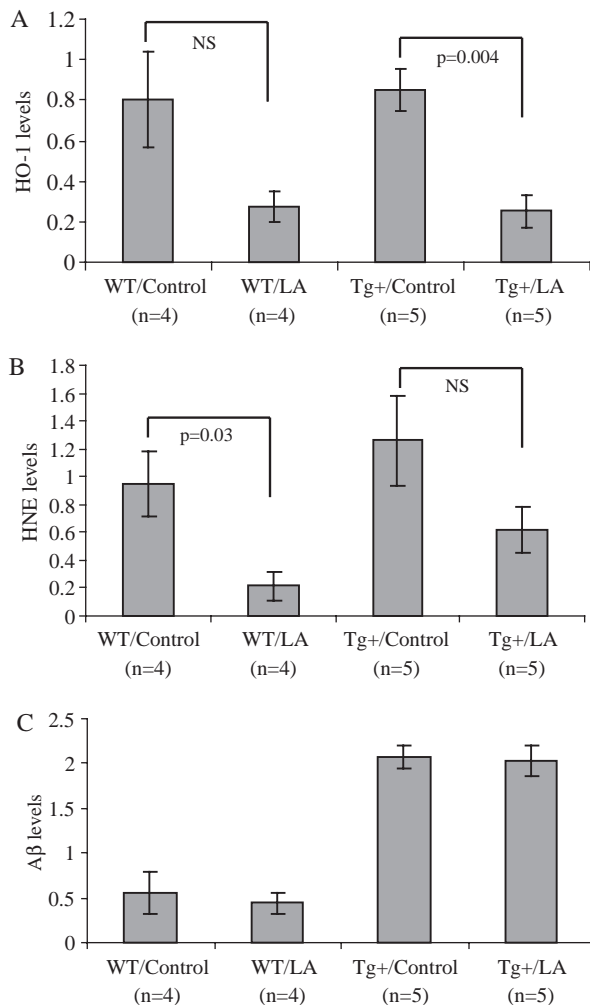 A
HO-1 levels
1.2
1
0.8
0.6
0.4
0.2
0
NS
p=0.004
WT/Control WT/LA Tg+/Control Tg+/LA
(n=4) (n=4) (n=5) (n=5)
B
HNE levels
1.8
1.6
1.4
1.2
1
0.8
0.6
0.4
0.2
0
p=0.03
NS
WT/Control WT/LA Tg+/Control Tg+/LA
(n=4) (n=4) (n=5) (n=5)
C
Aβ levels
2.5
2
1.5
1
0.5
0
WT/Control WT/LA Tg+/Control Tg+/LA
(n=4) (n=4) (n=5) (n=5)